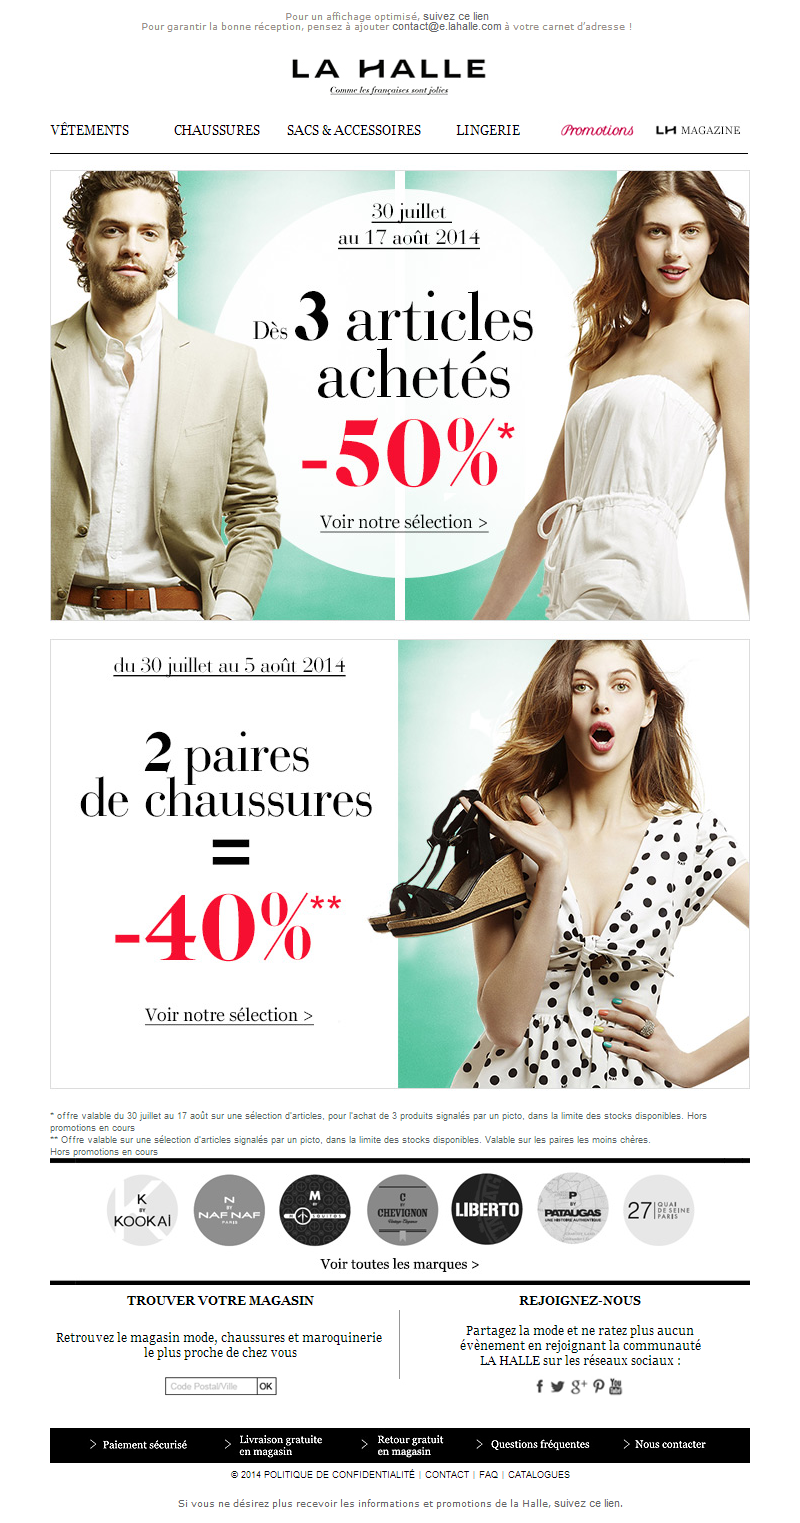 Pour un affichage optimisé, suivez ce lien
Pour garantir la bonne réception, pensez à ajouter contact@e.lahalle.com à votre carnet d'adresse !
LA HALLE
Comme les françaises sont jolies
VÊTEMENTS CHAUSSURES SACS & ACCESSOIRES LINGERIE Promotions LH MAGAZINE
30 juillet
au 17 août 2014
Dès 3 articles
achetés
-50%*
Voir notre sélection >
du 30 juillet au 5 août 2014
2 paires
de chaussures
=
-40%**
Voir notre sélection >
* offre valable du 30 juillet au 17 août sur une sélection d'articles, pour l'achat de 3 produits signalés par un picto, dans la limite des stocks disponibles. Hors
promotions en cours
** Offre valable sur une sélection d'articles signalés par un picto, dans la limite des stocks disponibles. Valable sur les paires les moins chères.
Hors promotions en cours
K
BY
KOOKAÏ
N
BY
NAF NAF
PARIS
M
BY
MOSQUITOS
C
BY
CHEVIGNON
LIBERTO
P
BY
PATAUGAS
UNE HISTOIRE AUTHENTIQUE
27 QUAI
DE SEINE
PARIS
Voir toutes les marques >
TROUVER VOTRE MAGASIN
Retrouvez le magasin mode, chaussures et maroquinerie
le plus proche de chez vous
Code Postal/Ville OK
REJOIGNEZ-NOUS
Partagez la mode et ne ratez plus aucun
évènement en rejoignant la communauté
LA HALLE sur les réseaux sociaux :
f g+ You Tube
> Paiement sécurisé
> Livraison gratuite
en magasin
> Retour gratuit
en magasin
> Questions fréquentes
> Nous contacter
© 2014 POLITIQUE DE CONFIDENTIALITÉ | CONTACT | FAQ | CATALOGUES
Si vous ne désirez plus recevoir les informations et promotions de la Halle, suivez ce lien.